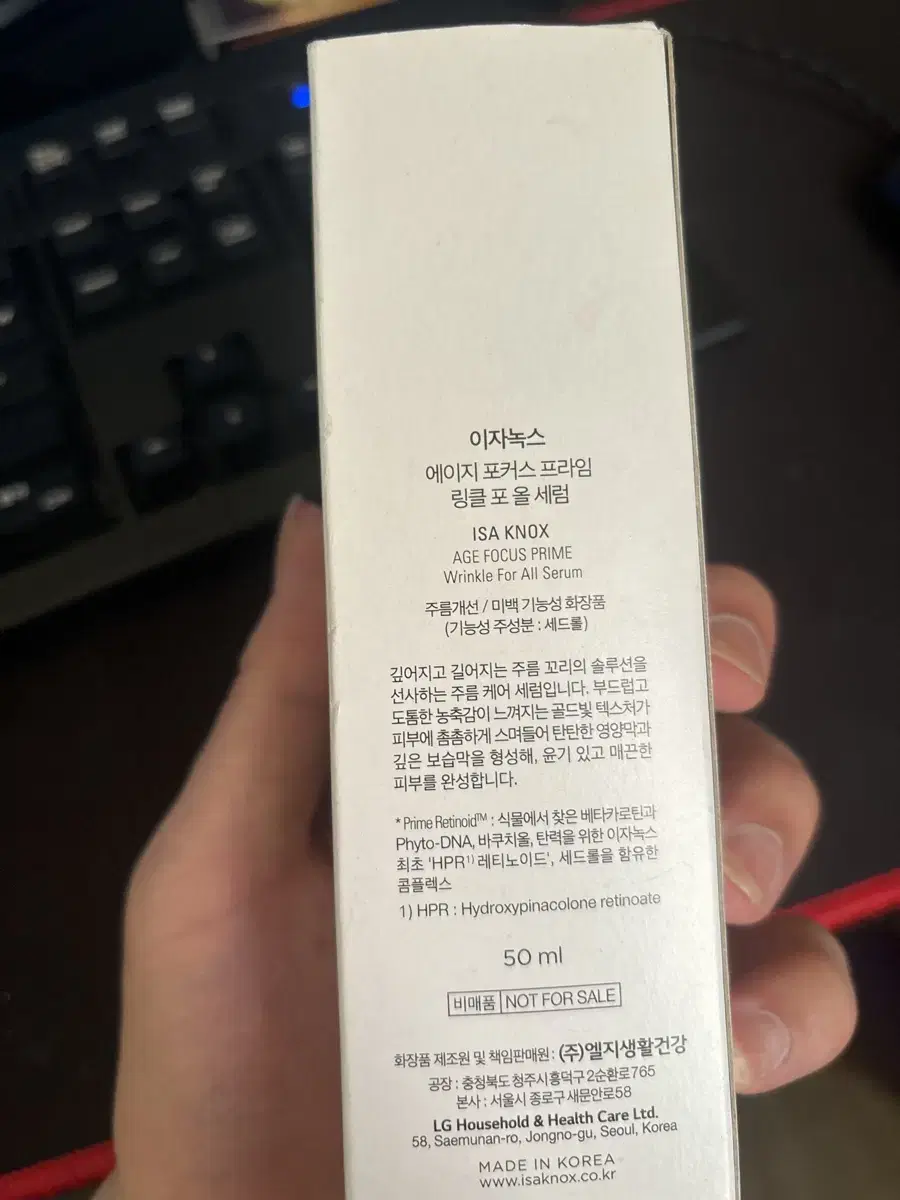 이자녹스
에이지 포커스 프라임
링클 포 올 세럼
ISA KNOX
AGE FOCUS PRIME
Wrinkle For All Serum
주름개선 / 미백 기능성 화장품
(기능성 주성분 : 세드롤)
깊어지고 길어지는 주름 꼬리의 솔루션을
선사하는 주름 케어 세럼입니다. 부드럽고
도톰한 농축감이 느껴지는 골드빛 텍스처가
피부에 촘촘하게 스며들어 탄탄한 영양막과
깊은 보습막을 형성해, 윤기 있고 매끈한
피부를 완성합니다.
* Prime Retinoid™ : 식물에서 찾은 베타카로틴과
Phyto-DNA, 바쿠치올, 탄력을 위한 이자녹스
최초 'HPR¹⁾ 레티노이드', 세드롤을 함유한
콤플렉스
1) HPR : Hydroxypinacolone retinoate
50 ml
비매품 NOT FOR SALE
화장품 제조원 및 책임판매원 : (주)엘지생활건강
공장 : 충청북도 청주시 흥덕구 2순환로 765
본사 : 서울시 종로구 새문안로 58
LG Household & Health Care Ltd.
58, Saemunan-ro, Jongno-gu, Seoul, Korea
MADE IN KOREA
www.isaknox.co.kr